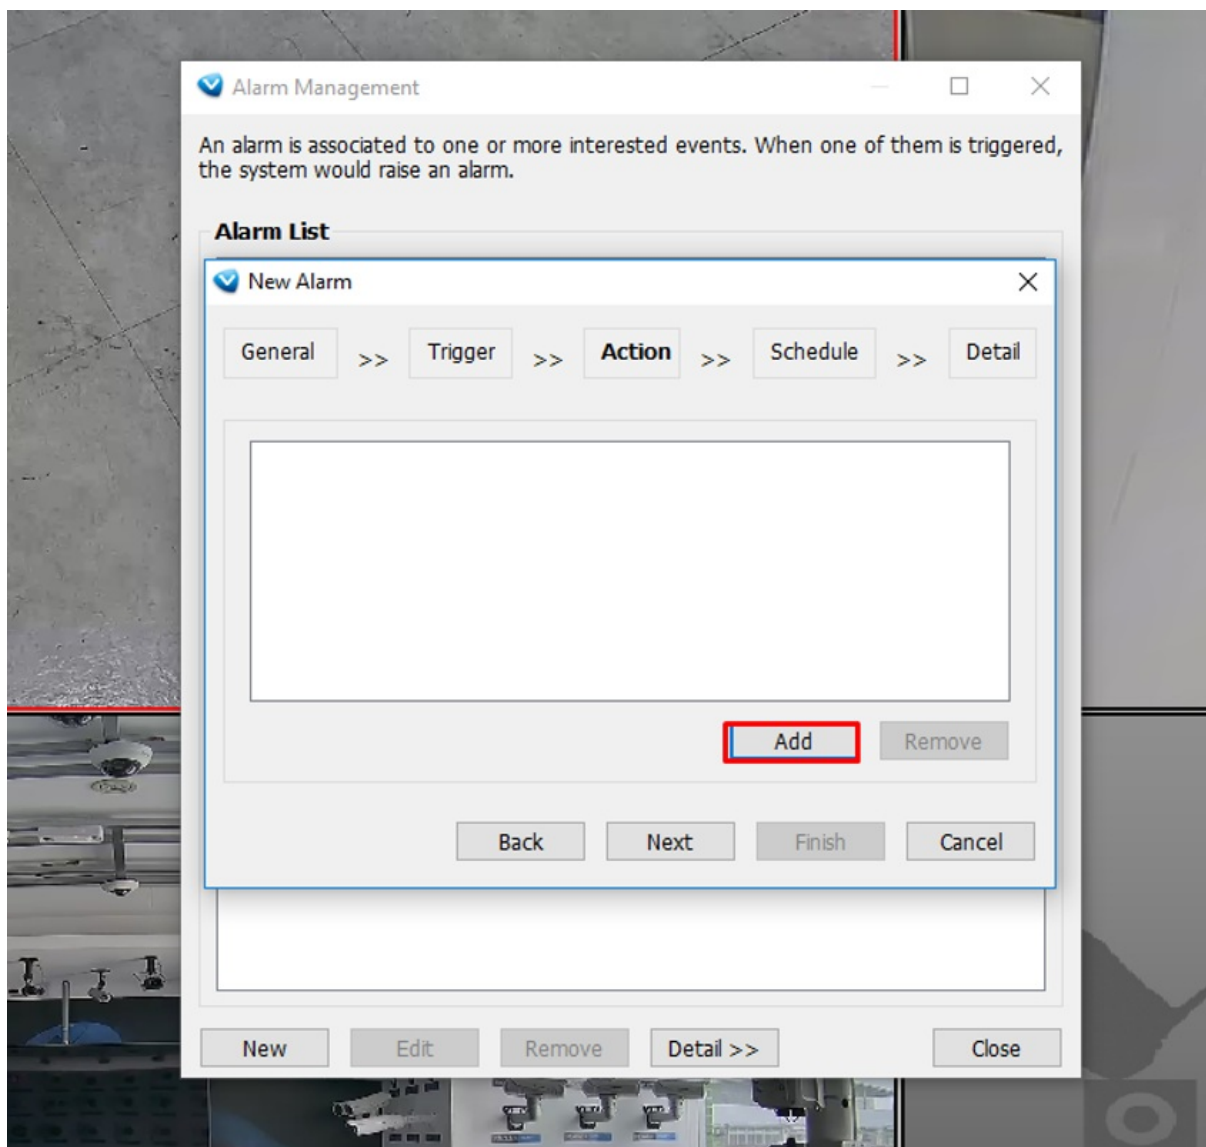 Alarm Management
An alarm is associated to one or more interested events. When one of them is triggered,
the system would raise an alarm.
Alarm List
New Alarm
General >> Trigger >> Action >> Schedule >> Detail
Add Remove
Back Next Finish Cancel
New Edit Remove Detail >> Close